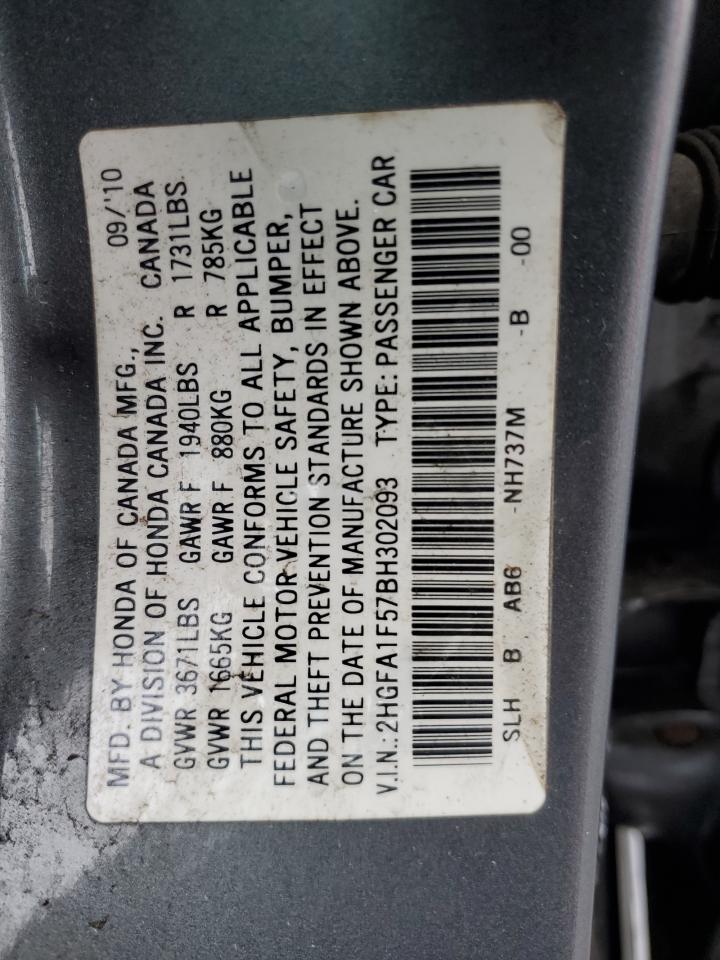 MFD. BY HONDA OF CANADA MFG., 09/'10
A DIVISION OF HONDA CANADA INC. CANADA
GVWR 3671LBS GAWR F 1940LBS R 1731LBS
GVWR 1665KG GAWR F 880KG R 785KG
THIS VEHICLE CONFORMS TO ALL APPLICABLE
FEDERAL MOTOR VEHICLE SAFETY, BUMPER,
AND THEFT PREVENTION STANDARDS IN EFFECT
ON THE DATE OF MANUFACTURE SHOWN ABOVE.
V.I.N.:2HGFA1F57BH302093 TYPE: PASSENGER CAR
SLH B AB6 -NH737M -B -00